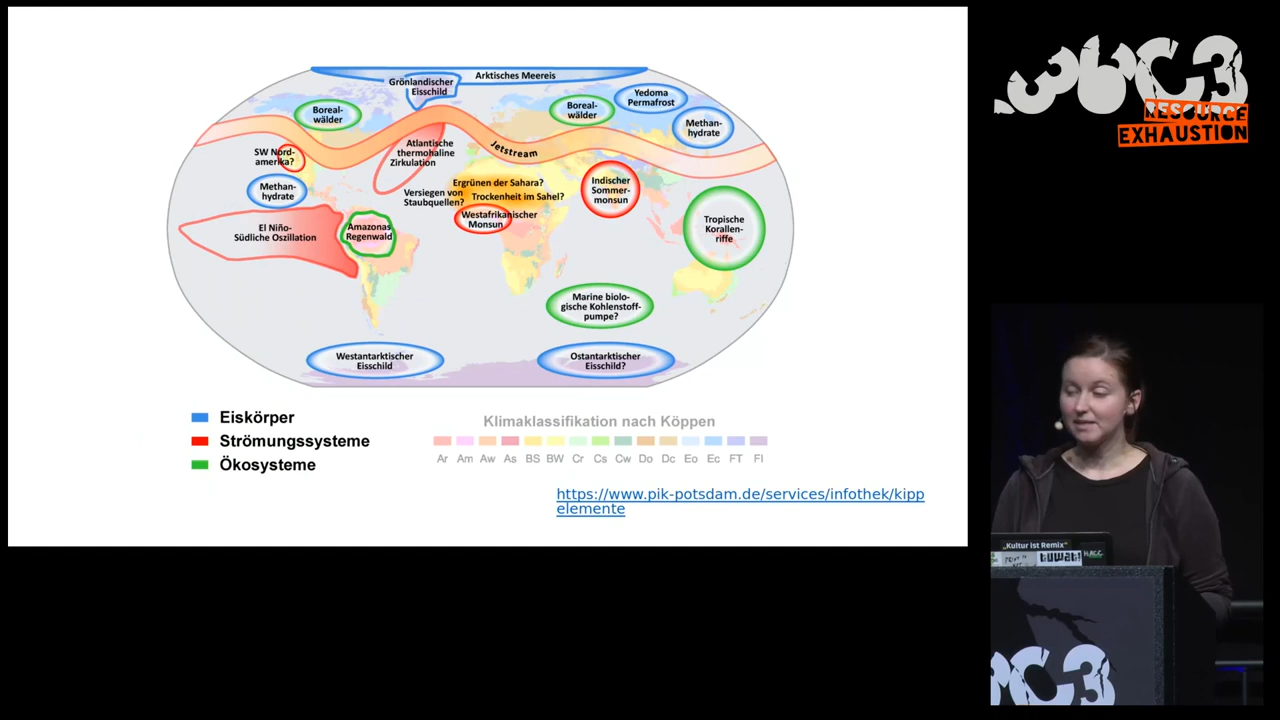 Grönlandischer
Eisschild
Arktisches Meereis
Boreal-
wälder
Boreal-
wälder
Yedoma
Permafrost
Methan-
hydrate
Jetstream
SW Nord-
amerika?
Atlantische
thermohaline
Zirkulation
Methan-
hydrate
Versiegen von
Staubquellen?
Ergrünen der Sahara?
Trockenheit im Sahel?
Westafrikanischer
Monsun
Indischer
Sommer-
monsun
El Niño-
Südliche Oszillation
Amazonas
Regenwald
Tropische
Korallen-
riffe
Marine biolo-
gische Kohlenstoff-
pumpe?
Westantarktischer
Eisschild
Ostantarktischer
Eisschild?
Eiskörper
Strömungssysteme
Ökosysteme
Klimaklassifikation nach Köppen
Ar Am Aw As BS BW Cr Cs Cw Do Dc Eo Ec FT FI
https://www.pik-potsdam.de/services/infothek/kipp
elemente
36C3
RESOURCE
EXHAUSTION
„Kultur ist Remix“
tuwat!